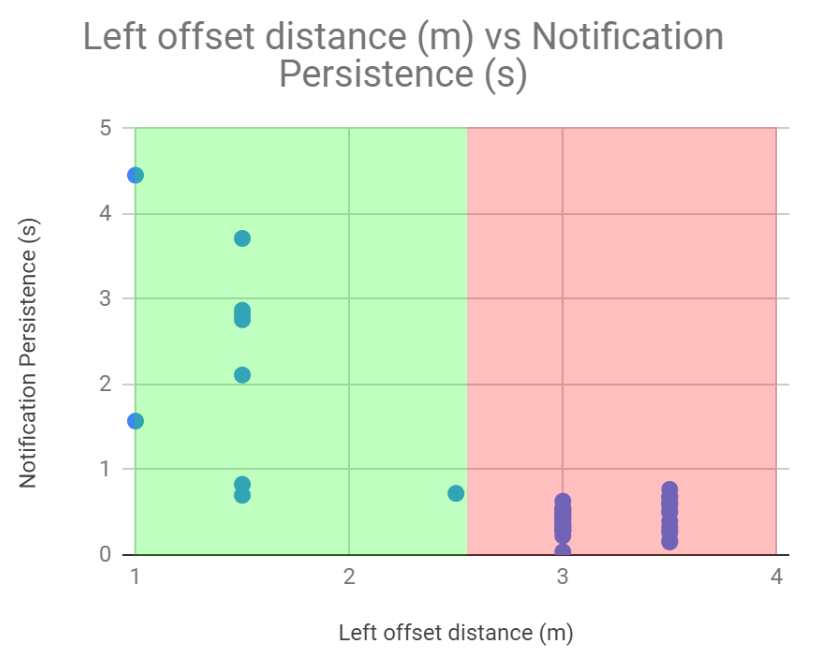 Left offset distance (m) vs Notification
Persistence (s)
Notification Persistence (s)
5
4
3
2
1
0
1
2
3
4
Left offset distance (m)